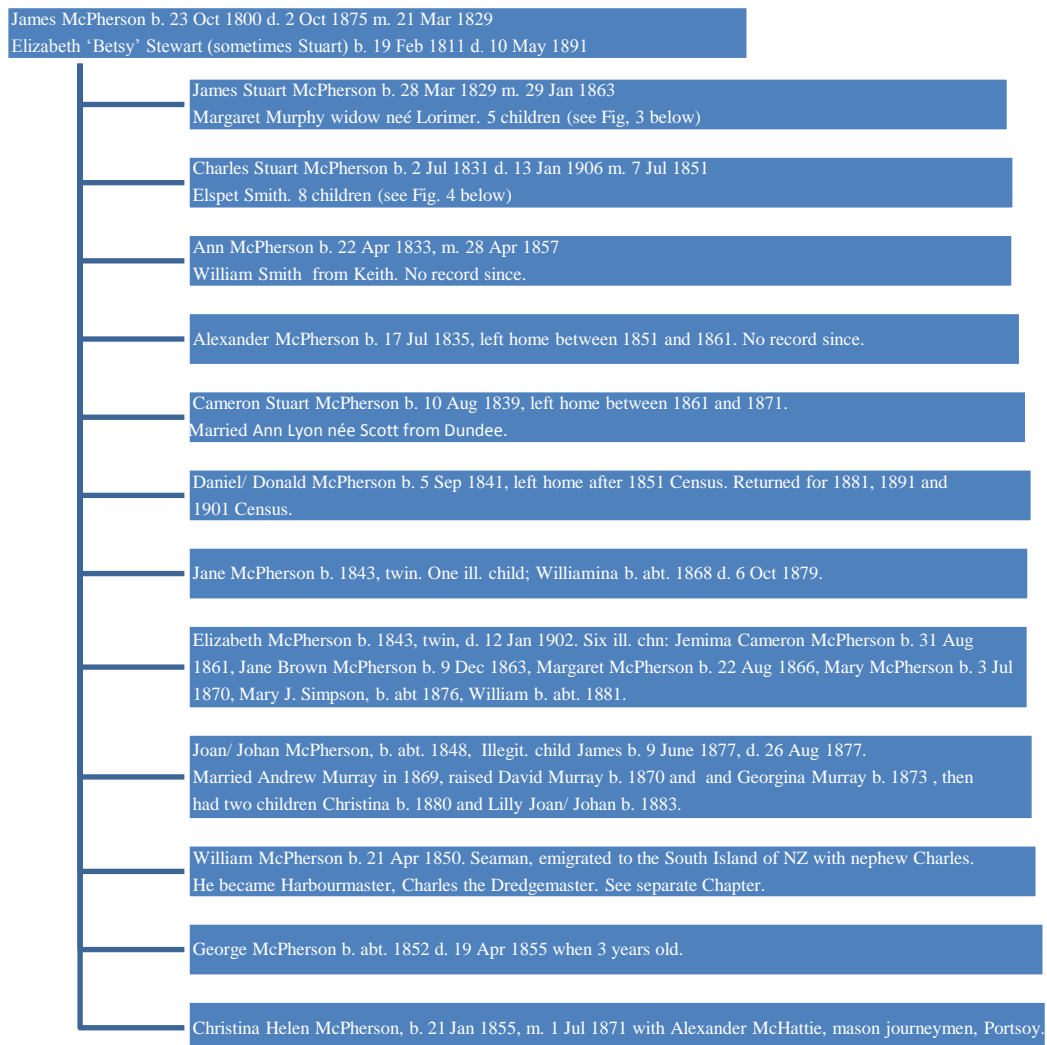 James McPherson b. 23 Oct 1800 d. 2 Oct 1875 m. 21 Mar 1829
Elizabeth ‘Betsy’ Stewart (sometimes Stuart) b. 19 Feb 1811 d. 10 May 1891
James Stuart McPherson b. 28 Mar 1829 m. 29 Jan 1863
Margaret Murphy widow neé Lorimer. 5 children (see Fig, 3 below)
Charles Stuart McPherson b. 2 Jul 1831 d. 13 Jan 1906 m. 7 Jul 1851
Elspet Smith. 8 children (see Fig. 4 below)
Ann McPherson b. 22 Apr 1833, m. 28 Apr 1857
William Smith from Keith. No record since.
Alexander McPherson b. 17 Jul 1835, left home between 1851 and 1861. No record since.
Cameron Stuart McPherson b. 10 Aug 1839, left home between 1861 and 1871.
Married Ann Lyon née Scott from Dundee.
Daniel/ Donald McPherson b. 5 Sep 1841, left home after 1851 Census. Returned for 1881, 1891 and
1901 Census.
Jane McPherson b. 1843, twin. One ill. child; Williamina b. abt. 1868 d. 6 Oct 1879.
Elizabeth McPherson b. 1843, twin, d. 12 Jan 1902. Six ill. chn: Jemima Cameron McPherson b. 31 Aug
1861, Jane Brown McPherson b. 9 Dec 1863, Margaret McPherson b. 22 Aug 1866, Mary McPherson b. 3 Jul
1870, Mary J. Simpson, b. abt 1876, William b. abt. 1881.
Joan/ Johan McPherson, b. abt. 1848, Illegit. child James b. 9 June 1877, d. 26 Aug 1877.
Married Andrew Murray in 1869, raised David Murray b. 1870 and and Georgina Murray b. 1873 , then
had two children Christina b. 1880 and Lilly Joan/ Johan b. 1883.
William McPherson b. 21 Apr 1850. Seaman, emigrated to the South Island of NZ with nephew Charles.
He became Harbourmaster, Charles the Dredgemaster. See separate Chapter.
George McPherson b. abt. 1852 d. 19 Apr 1855 when 3 years old.
Christina Helen McPherson, b. 21 Jan 1855, m. 1 Jul 1871 with Alexander McHattie, mason journeymen, Portsoy.